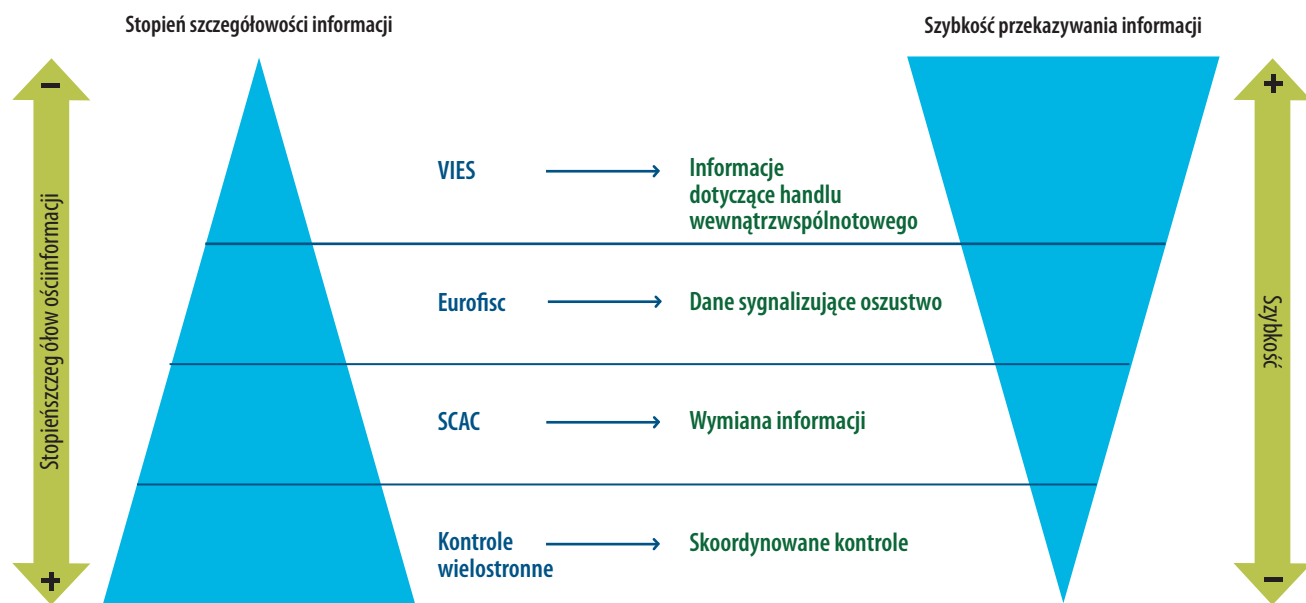 Stopień szczegółowości informacji
Szybkość przekazywania informacji
–
+
Stopieńszczeg ółow ościinformacji
Szybkość
VIES
Informacje
dotyczące handlu
wewnątrzwspólnotowego
Eurofisc
Dane sygnalizujące oszustwo
SCAC
Wymiana informacji
Kontrole
wielostronne
Skoordynowane kontrole
+
–